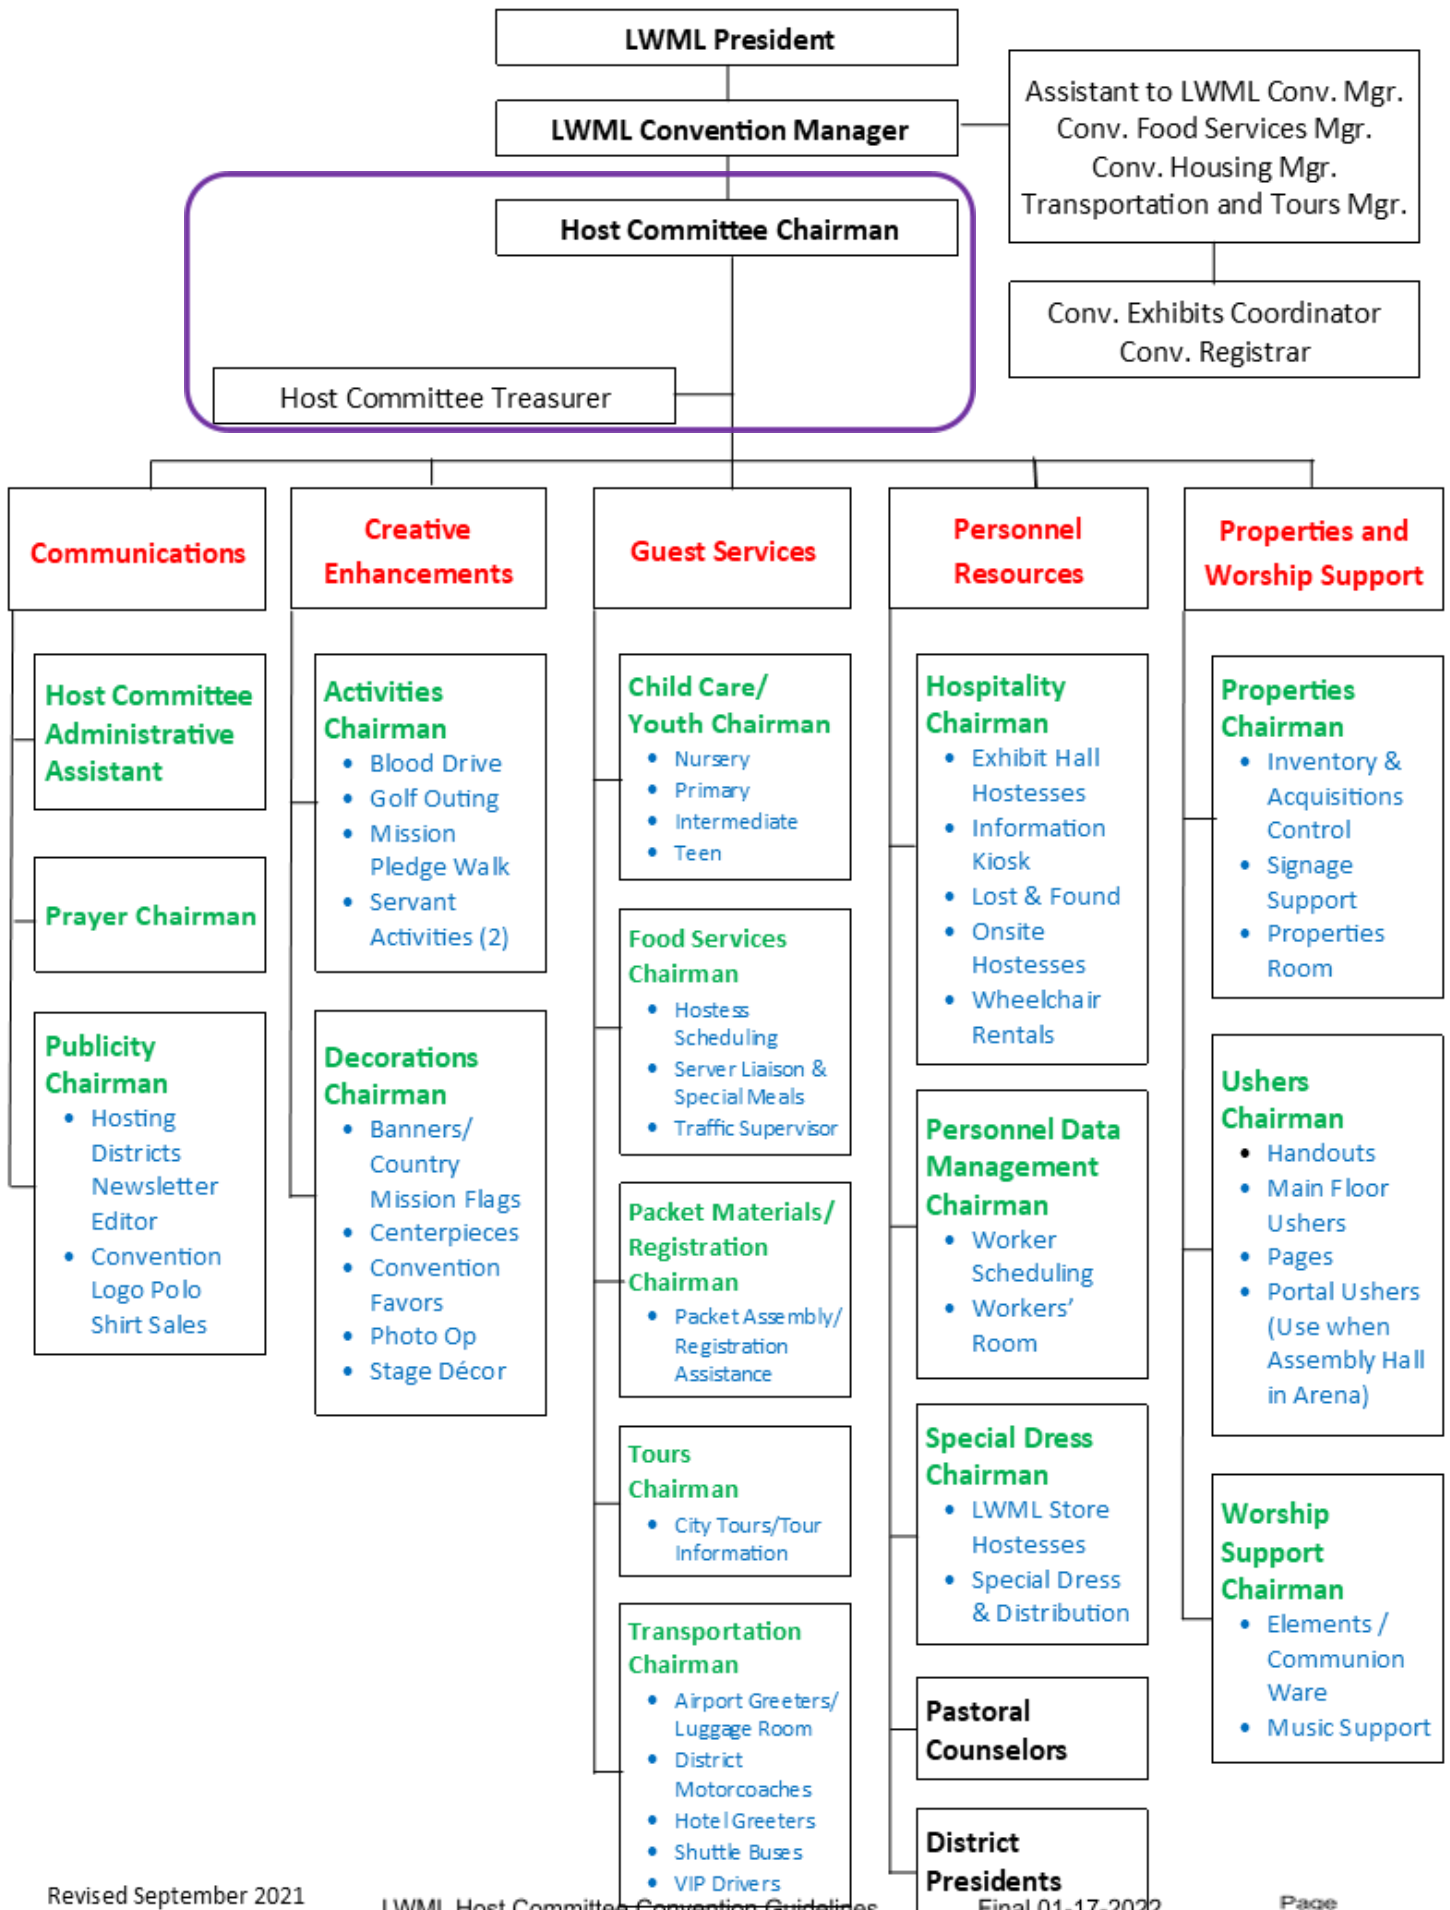 LWML President
LWML Convention Manager
Assistant to LWML Conv. Mgr.
Conv. Food Services Mgr.
Conv. Housing Mgr.
Transportation and Tours Mgr.
Host Committee Chairman
Conv. Exhibits Coordinator
Conv. Registrar
Host Committee Treasurer
Communications
Host Committee
Administrative
Assistant
Prayer Chairman
Publicity
Chairman
• Hosting
Districts
Newsletter
Editor
• Convention
Logo Polo
Shirt Sales
Creative
Enhancements
Activities
Chairman
• Blood Drive
• Golf Outing
• Mission
Pledge Walk
• Servant
Activities (2)
Decorations
Chairman
• Banners/
Country
Mission Flags
• Centerpieces
• Convention
Favors
• Photo Op
• Stage Décor
Guest Services
Child Care/
Youth Chairman
• Nursery
• Primary
• Intermediate
• Teen
Food Services
Chairman
• Hostess
Scheduling
• Server Liaison &
Special Meals
• Traffic Supervisor
Packet Materials/
Registration
Chairman
• Packet Assembly/
Registration
Assistance
Tours
Chairman
• City Tours/Tour
Information
Transportation
Chairman
• Airport Greeters/
Luggage Room
• District
Motorcoaches
• Hotel Greeters
• Shuttle Buses
• VIP Drivers
Personnel
Resources
Hospitality
Chairman
• Exhibit Hall
Hostesses
• Information
Kiosk
• Lost & Found
• Onsite
Hostesses
• Wheelchair
Rentals
Personnel Data
Management
Chairman
• Worker
Scheduling
• Workers’
Room
Special Dress
Chairman
• LWML Store
Hostesses
• Special Dress
& Distribution
Pastoral
Counselors
District
Presidents
Properties and
Worship Support
Properties
Chairman
• Inventory &
Acquisitions
Control
• Signage
Support
• Properties
Room
Ushers
Chairman
• Handouts
• Main Floor
Ushers
• Pages
• Portal Ushers
(Use when
Assembly Hall
in Arena)
Worship
Support
Chairman
• Elements /
Communion
Ware
• Music Support
Revised September 2021
LWML Host Committee Convention Guidelines
Final 01-17-2022
Page